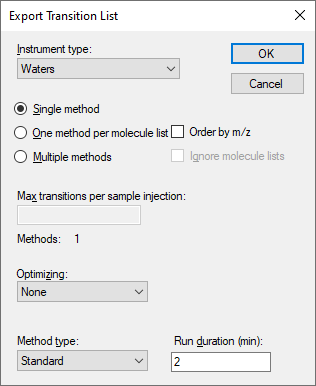 Export Transition List
Instrument type:
Waters
OK
Cancel
Single method
One method per molecule list
Order by m/z
Multiple methods
Ignore molecule lists
Max transitions per sample injection:
Methods: 1
Optimizing:
None
Method type:
Run duration (min):
Standard
2